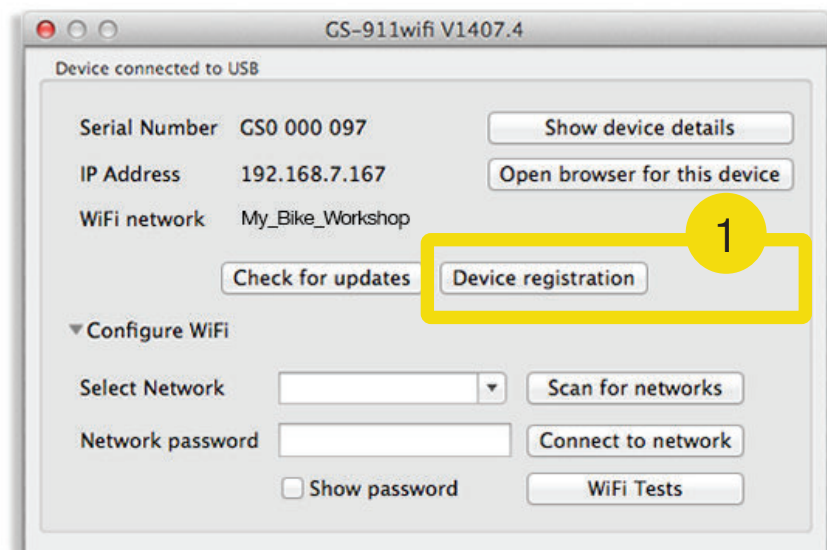 GS-911wifi V1407.4
Device connected to USB
Serial Number GS0 000 097 Show device details
IP Address 192.168.7.167 Open browser for this device
WiFi network My_Bike_Workshop
1
Check for updates Device registration
Configure WiFi
Select Network Scan for networks
Network password Connect to network
Show password WiFi Tests